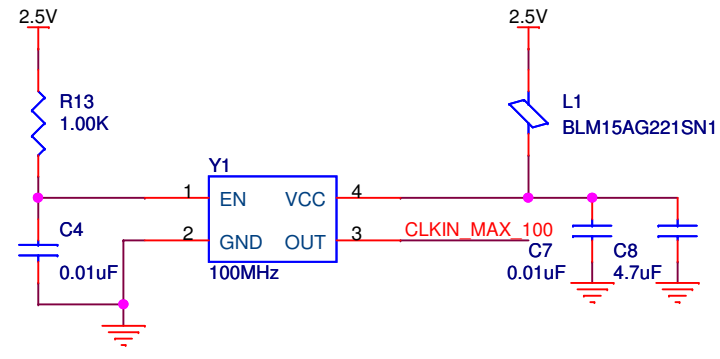 2.5V
2.5V
R13
1.00K
L1
BLM15AG221SN1
Y1
1
EN
VCC
4
2
GND
OUT
3
CLKIN_MAX_100
100MHz
C4
0.01uF
C7
0.01uF
C8
4.7uF